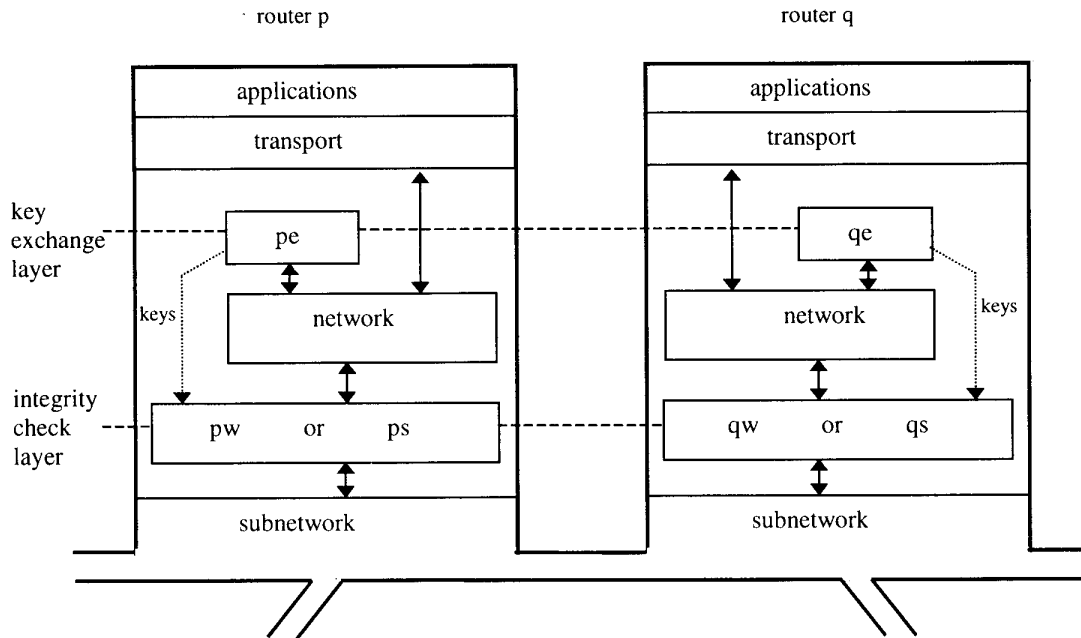 router p
router q
applications
applications
transport
transport
key
exchange
layer
pe
qe
keys
keys
network
network
integrity
check
layer
pw or ps
qw or qs
subnetwork
subnetwork